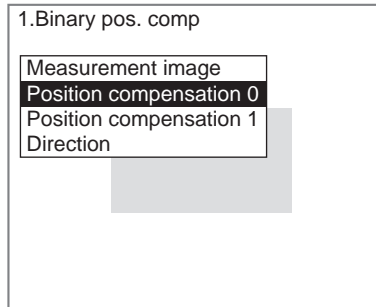 1.Binary pos. comp
Measurement image
Position compensation 0
Position compensation 1
Direction